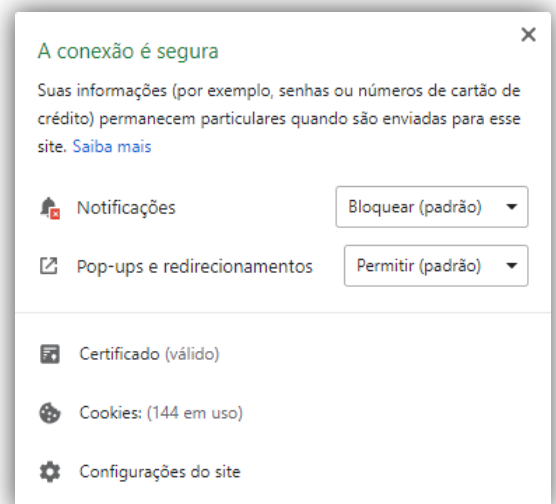 A conexão é segura
Suas informações (por exemplo, senhas ou números de cartão de
crédito) permanecem particulares quando são enviadas para esse
site. Saiba mais
Notificações Bloquear (padrão)
Pop-ups e redirecionamentos Permitir (padrão)
Certificado (válido)
Cookies: (144 em uso)
Configurações do site